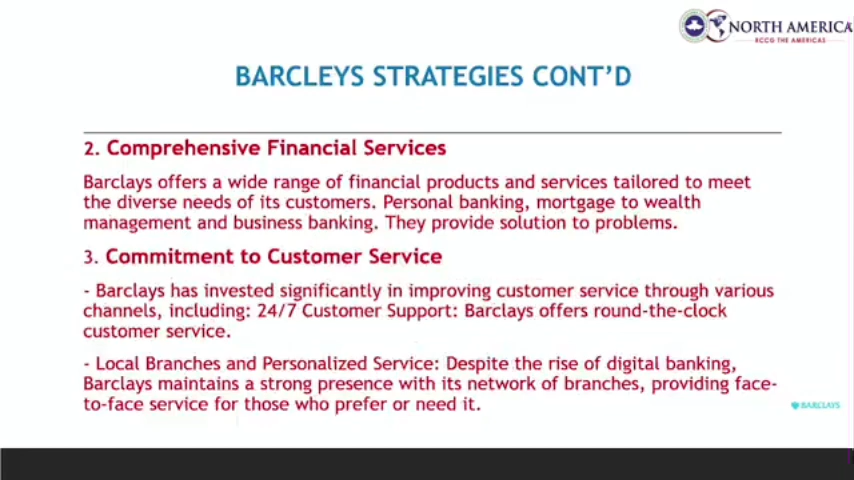 NORTH AMERICA
RCCG THE AMERICAS
BARCLEYS STRATEGIES CONT'D
2. Comprehensive Financial Services
Barclays offers a wide range of financial products and services tailored to meet
the diverse needs of its customers. Personal banking, mortgage to wealth
management and business banking. They provide solution to problems.
3. Commitment to Customer Service
- Barclays has invested significantly in improving customer service through various
channels, including: 24/7 Customer Support: Barclays offers round-the-clock
customer service.
- Local Branches and Personalized Service: Despite the rise of digital banking,
Barclays maintains a strong presence with its network of branches, providing face-
to-face service for those who prefer or need it.
BARCLAYS